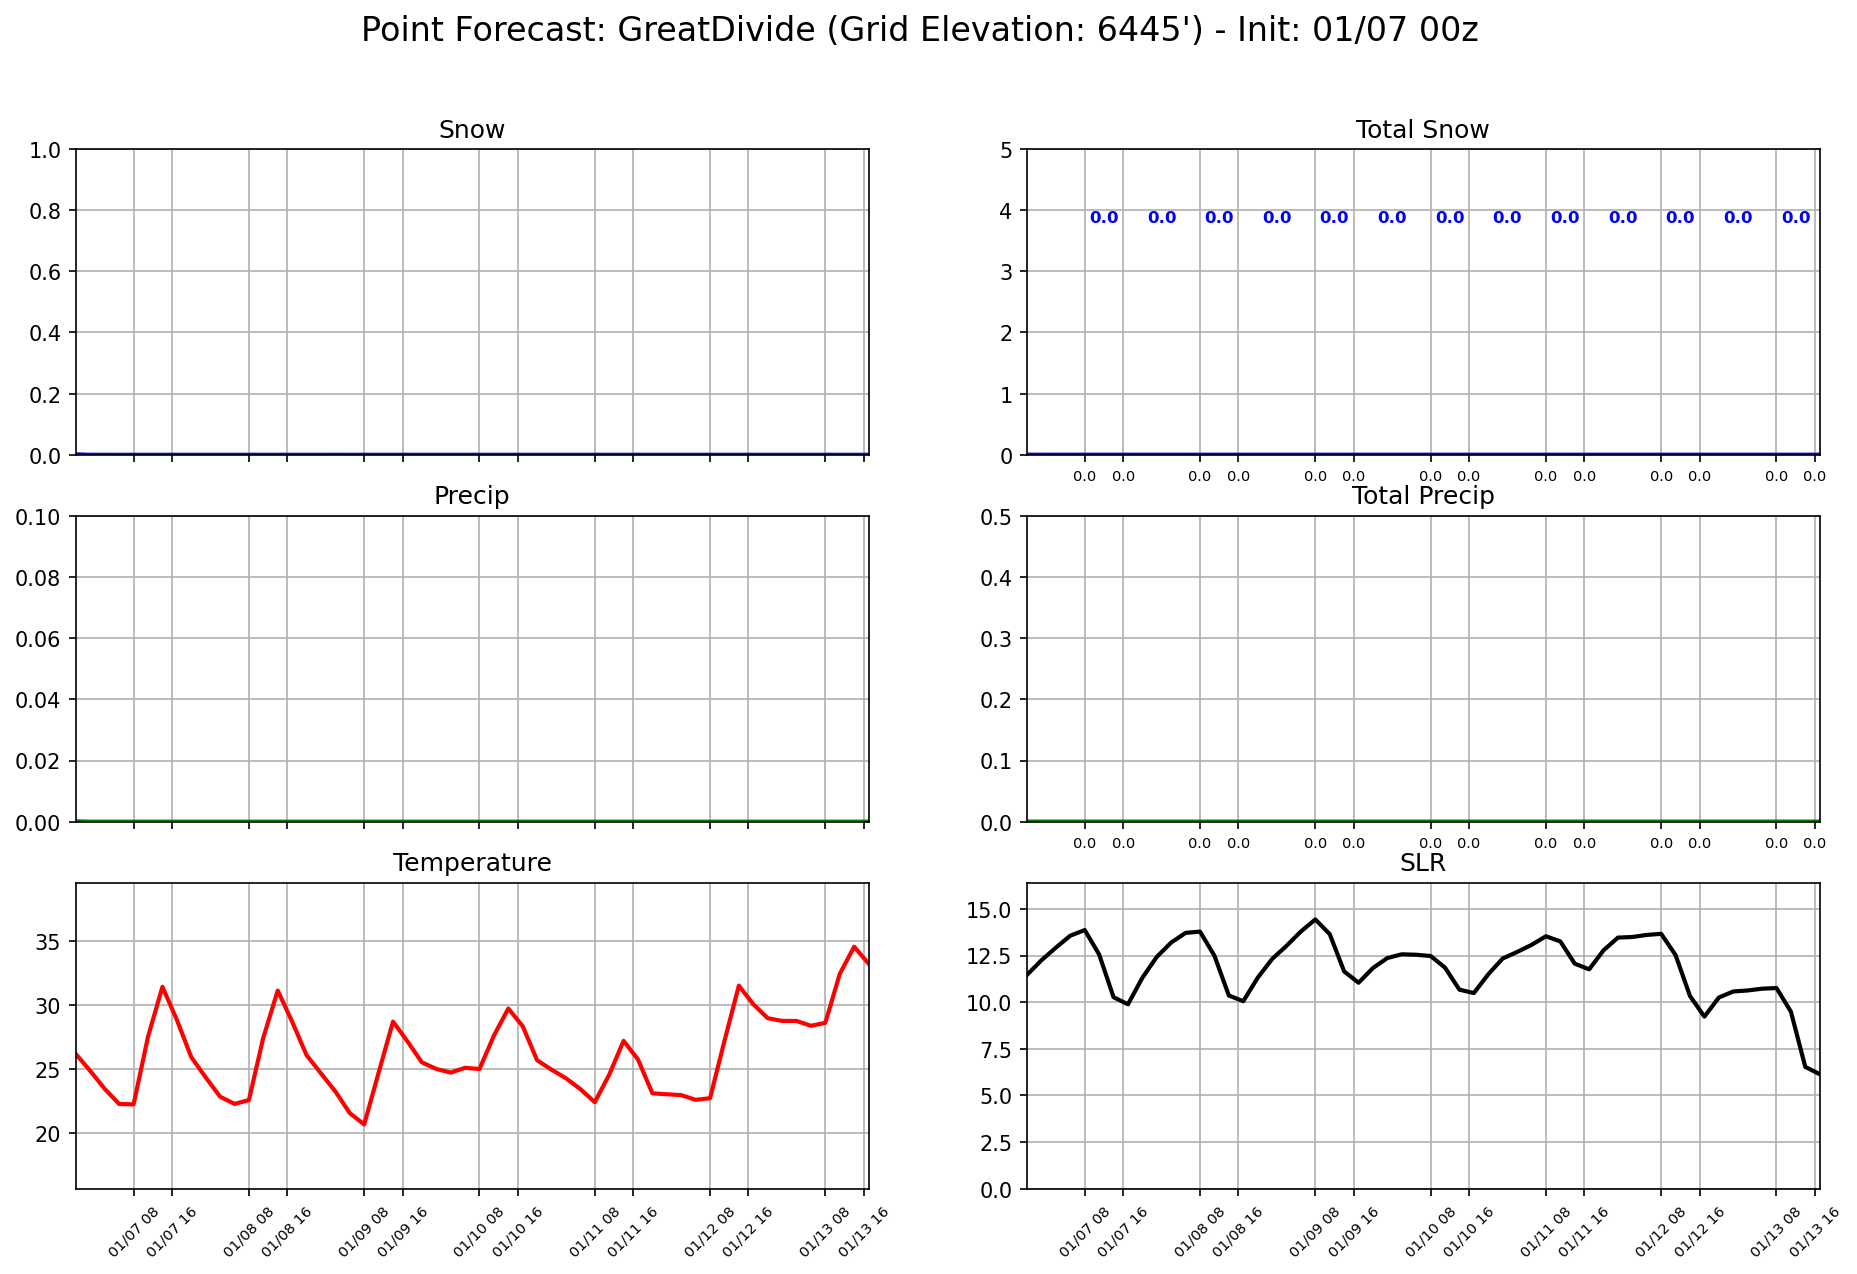 Point Forecast: GreatDivide (Grid Elevation: 6445') - Init: 01/07 00z
Snow
1.0
0.8
0.6
0.4
0.2
0.0
Total Snow
5
4
3
2
1
0
0.0 0.0 0.0 0.0 0.0 0.0 0.0 0.0 0.0 0.0 0.0 0.0 0.0
0.0 0.0 0.0 0.0 0.0 0.0 0.0 0.0 0.0 0.0 0.0 0.0 0.0 0.0
Precip
0.10
0.08
0.06
0.04
0.02
0.00
Total Precip
0.5
0.4
0.3
0.2
0.1
0.0
0.0 0.0 0.0 0.0 0.0 0.0 0.0 0.0 0.0 0.0 0.0 0.0 0.0 0.0
Temperature
35
30
25
20
01/07 08 01/07 16 01/08 08 01/08 16 01/09 08 01/09 16 01/10 08 01/10 16 01/11 08 01/11 16 01/12 08 01/12 16 01/13 08 01/13 16
SLR
15.0
12.5
10.0
7.5
5.0
2.5
0.0
01/07 08 01/07 16 01/08 08 01/08 16 01/09 08 01/09 16 01/10 08 01/10 16 01/11 08 01/11 16 01/12 08 01/12 16 01/13 08 01/13 16